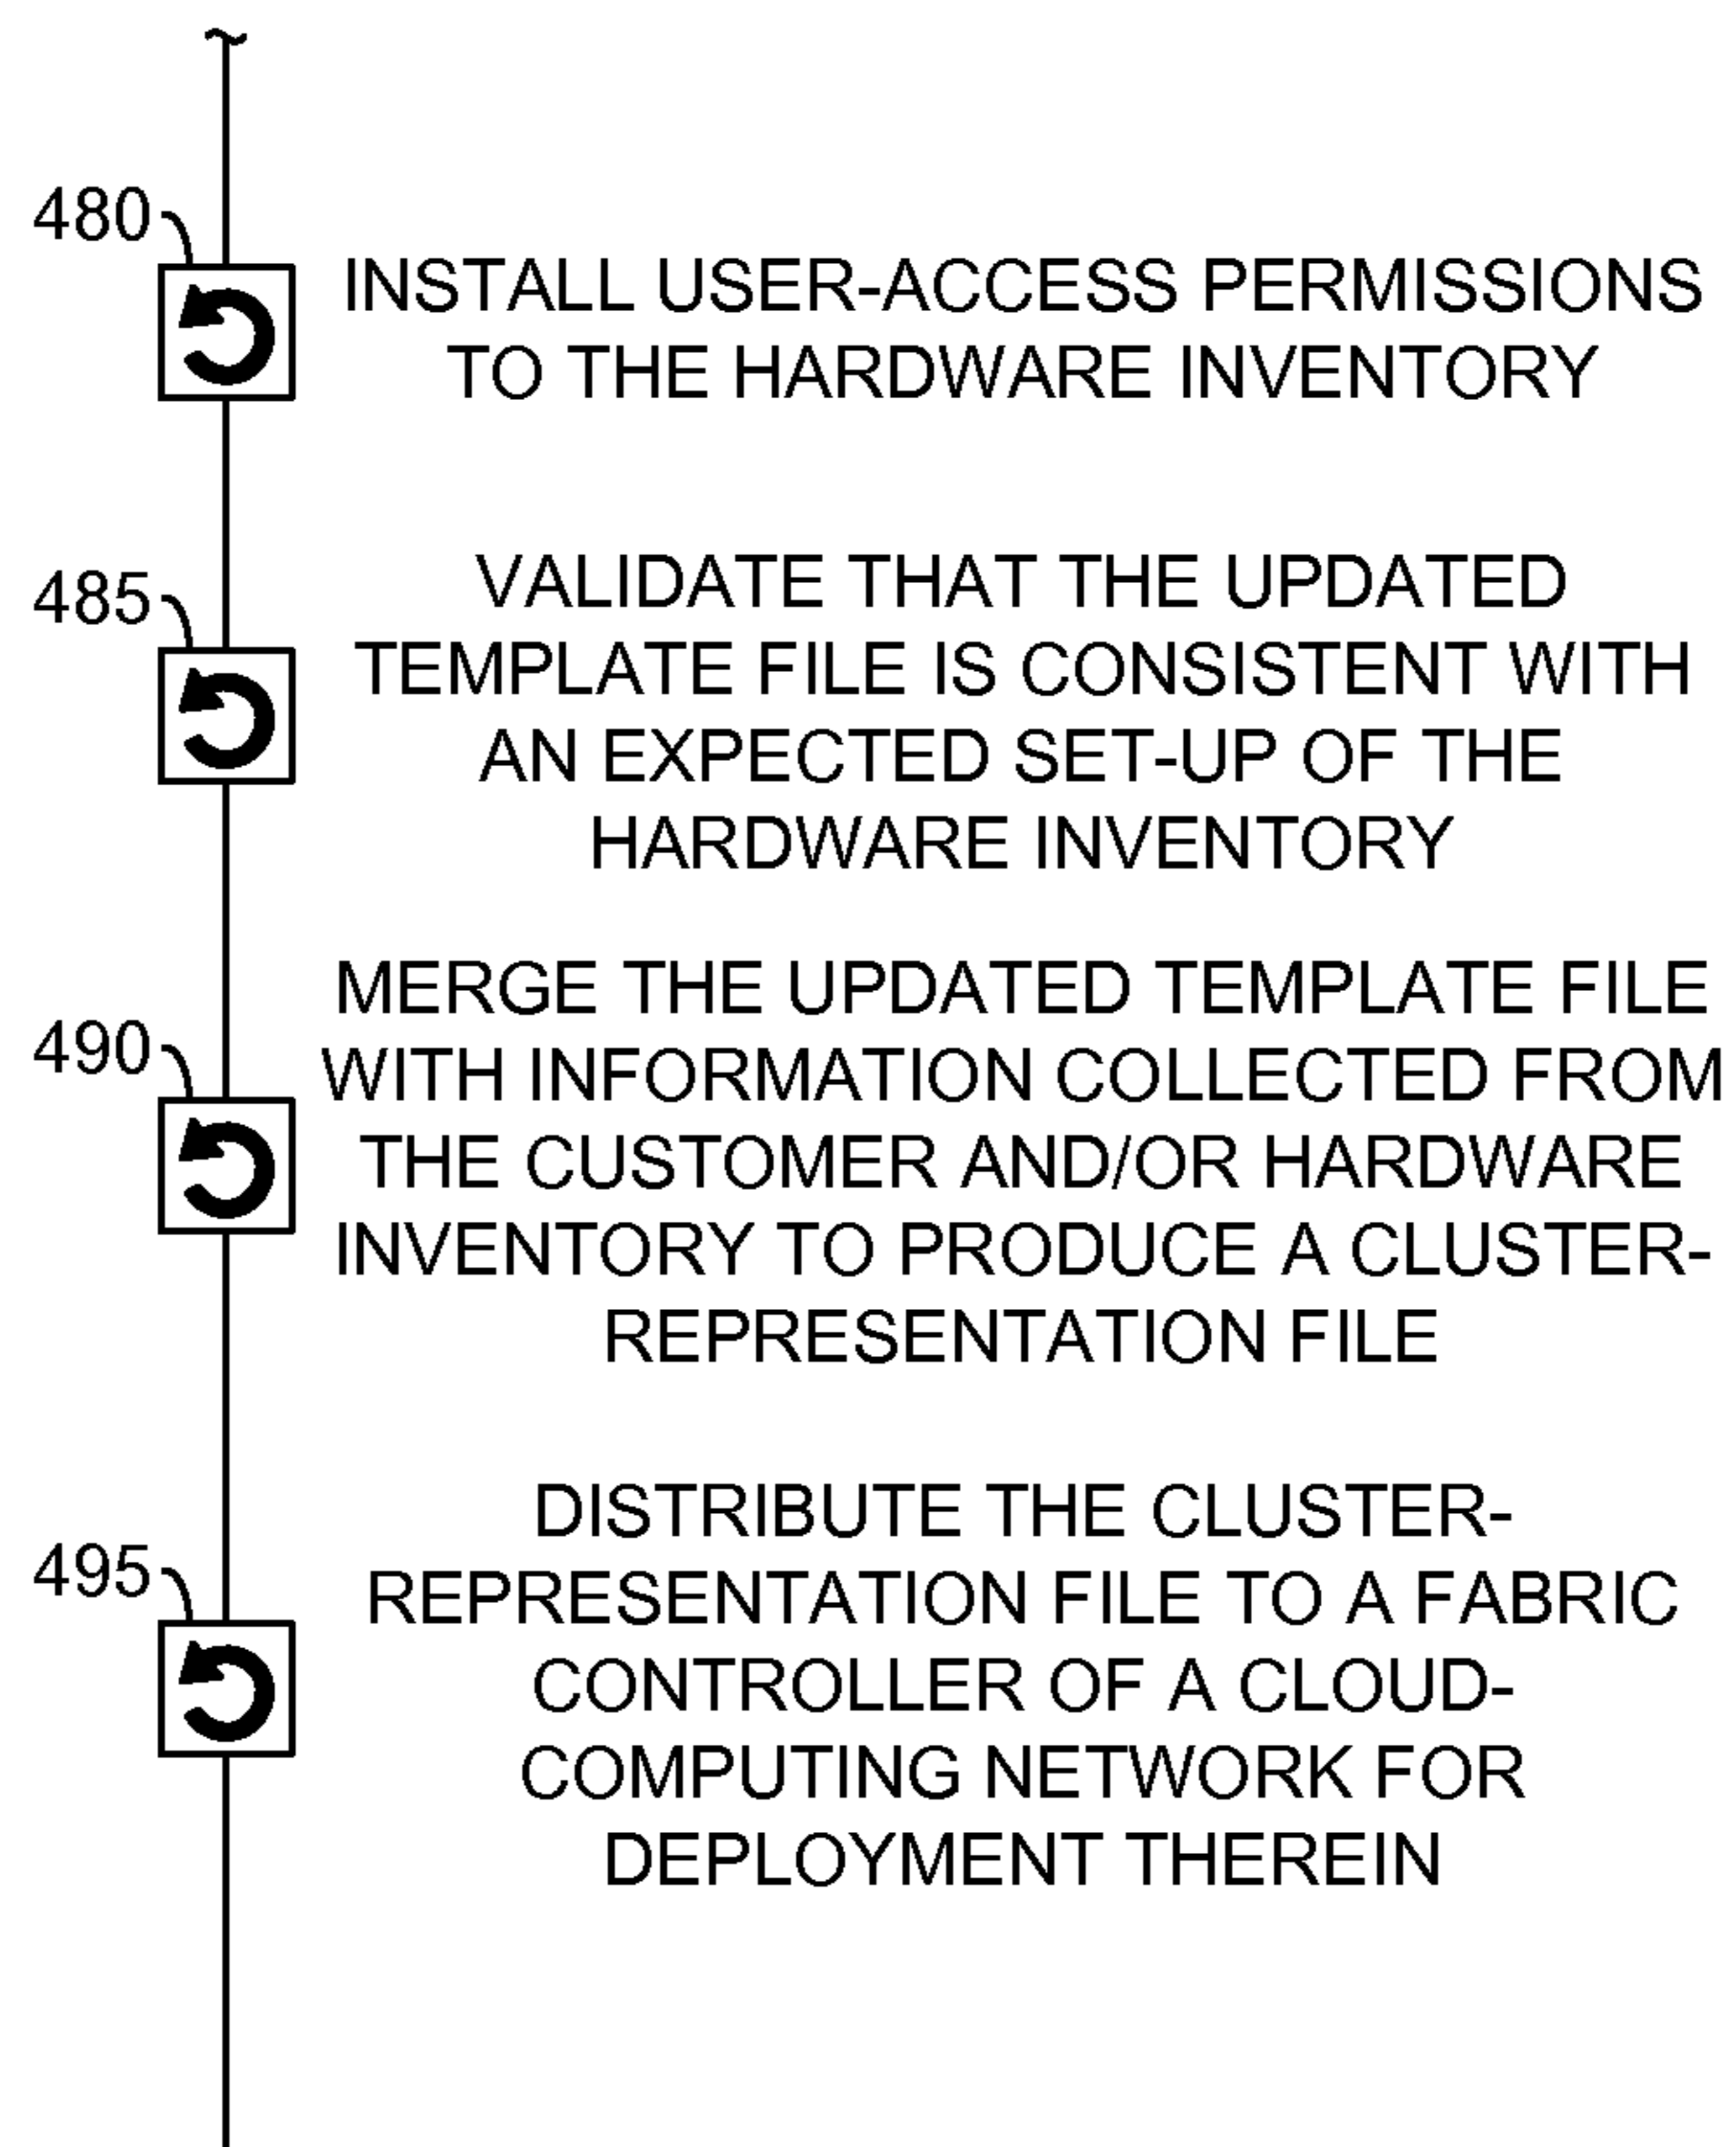 480
INSTALL USER-ACCESS PERMISSIONS
TO THE HARDWARE INVENTORY
485
VALIDATE THAT THE UPDATED
TEMPLATE FILE IS CONSISTENT WITH
AN EXPECTED SET-UP OF THE
HARDWARE INVENTORY
490
MERGE THE UPDATED TEMPLATE FILE
WITH INFORMATION COLLECTED FROM
THE CUSTOMER AND/OR HARDWARE
INVENTORY TO PRODUCE A CLUSTER-
REPRESENTATION FILE
495
DISTRIBUTE THE CLUSTER-
REPRESENTATION FILE TO A FABRIC
CONTROLLER OF A CLOUD-
COMPUTING NETWORK FOR
DEPLOYMENT THEREIN